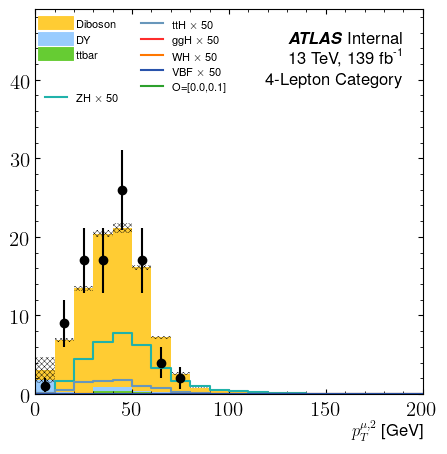 Diboson
DY
ttbar
ZH × 50
ttH × 50
ggH × 50
WH × 50
VBF × 50
O=[0.0,0.1]
ATLAS Internal
13 TeV, 139 fb⁻¹
4-Lepton Category
40
30
20
10
0
0 50 100 150 200
p_T^{μ,2} [GeV]